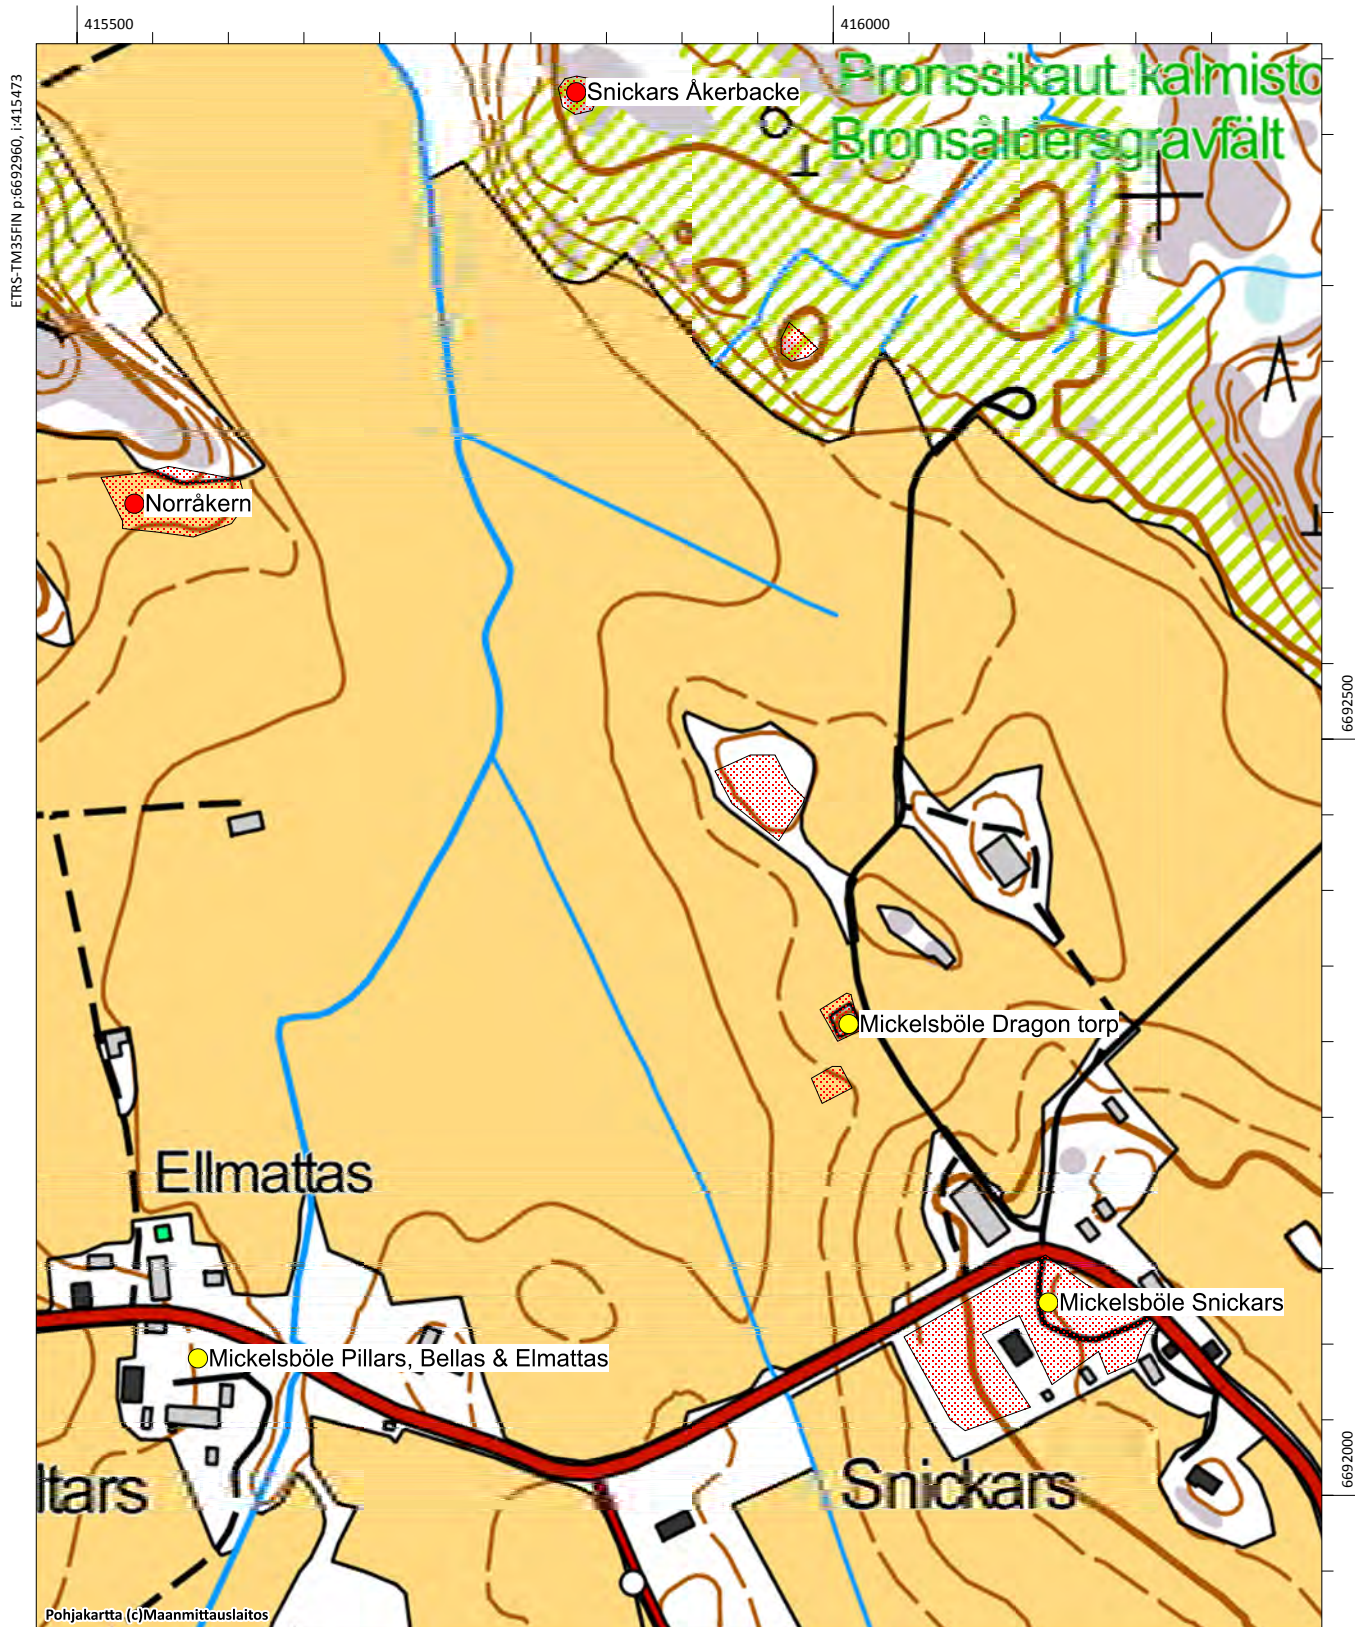 415500
416000
ETRS-TM35FIN p:6692960, i:415473
Pronssikaut. kalmisto
Snickars Åkerbacke
Bronsåldersgravfält
Norråkern
6692500
Mickelsböle Dragon torp
Ellmattas
Mickelsböle Snickars
Mickelsböle Pillars, Bellas & Elmattas
6692000
ltars
Snickars
Pohjakartta (c)Maanmittauslaitos